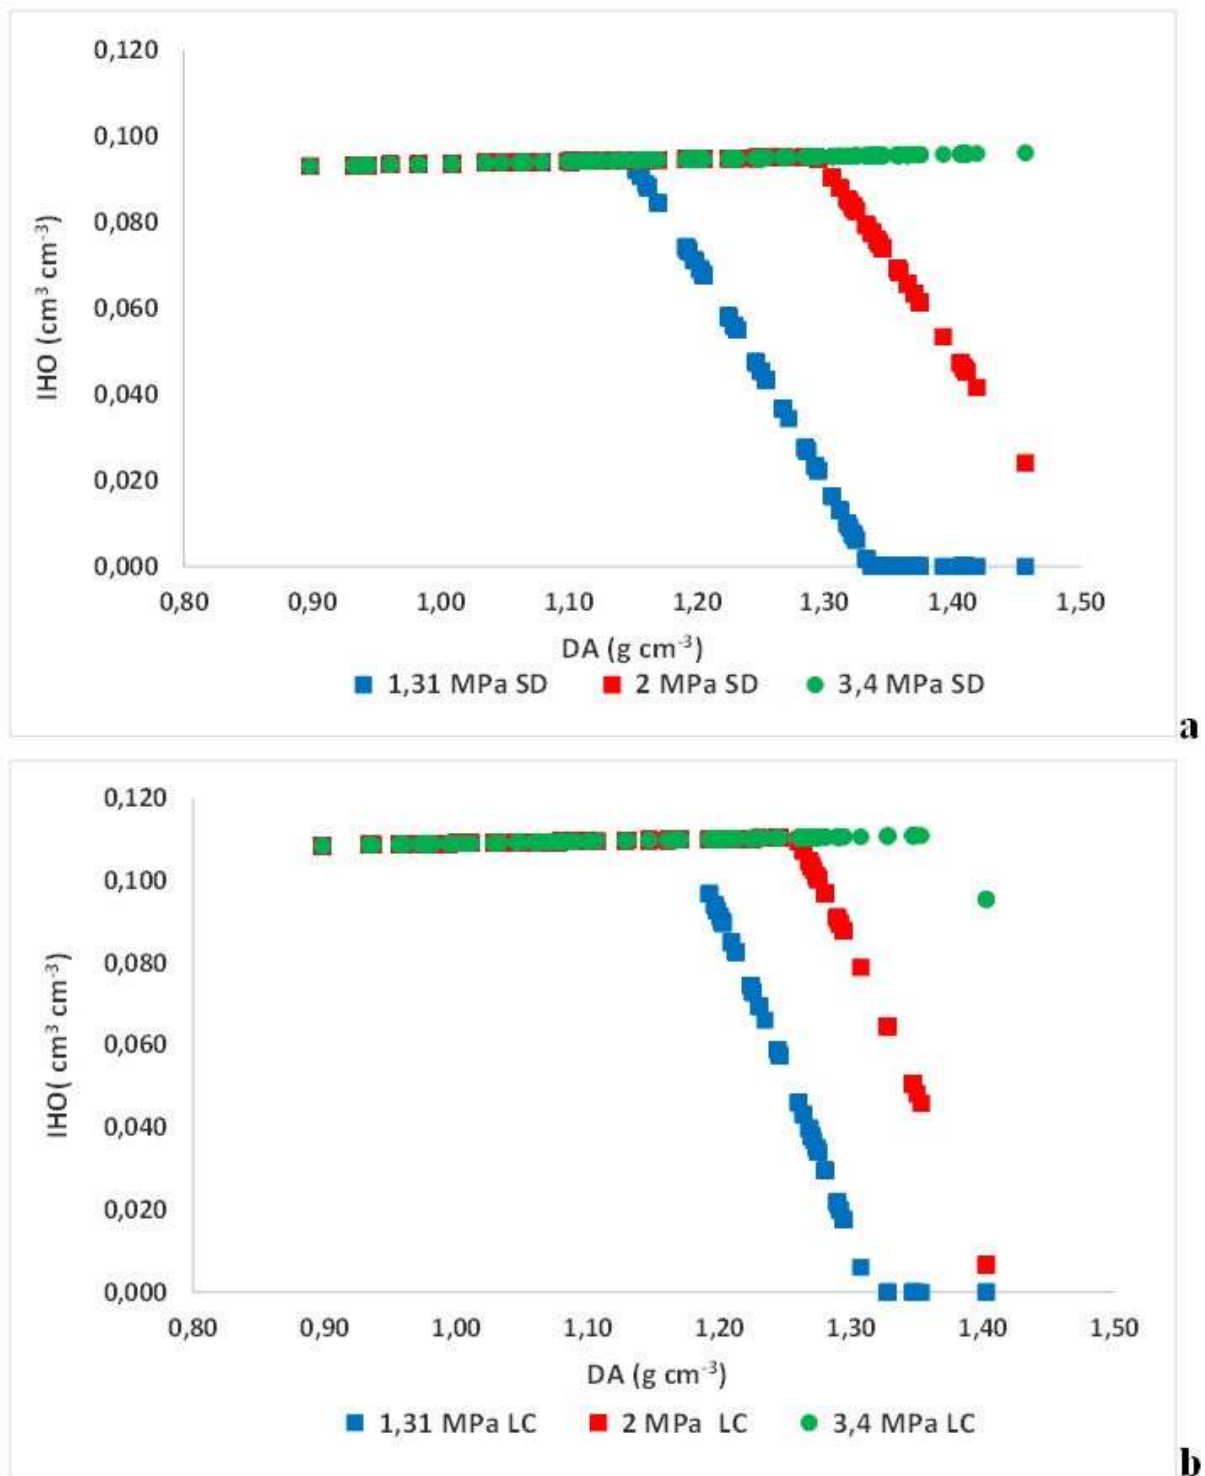 0,120
0,100
0,080
0,060
0,040
0,020
0,000
IHO (cm³ cm⁻³)
0,80 0,90 1,00 1,10 1,20 1,30 1,40 1,50
DA (g cm⁻³)
1,31 MPa SD 2 MPa SD 3,4 MPa SD
a
0,120
0,100
0,080
0,060
0,040
0,020
0,000
IHO( cm³ cm⁻³)
0,80 0,90 1,00 1,10 1,20 1,30 1,40 1,50
DA (g cm⁻³)
1,31 MPa LC 2 MPa LC 3,4 MPa LC
b